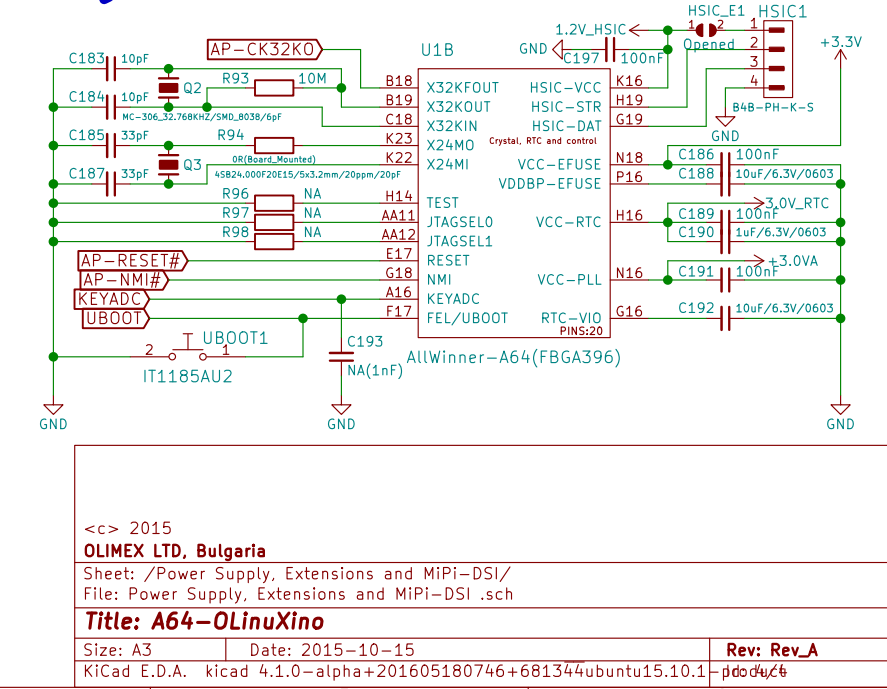 HSIC_E1 HSIC1
1.2V_HSIC 1 2 1
Opened 2
3
4
+3.3V
AP-CK32KO U1B GND C197 100nF
B4B-PH-K-S
GND
C183 10pF
Q2 R93 10M
C184 10pF
MC-306_32.768KHZ/SMD_8038/6pF
C185 33pF R94
0R(Board_Mounted)
Q3
4SB24.000F20E15/5x3.2mm/20ppm/20pF
C187 33pF
R96 NA
R97 NA
R98 NA
AP-RESET#
AP-NMI#
KEYADC
UBOOT
B18 X32KFOUT HSIC-VCC K16
B19 X32KOUT HSIC-STR H19
C18 X32KIN HSIC-DAT G19
Crystal, RTC and control
K23 X24MO
K22 X24MI VCC-EFUSE N18
VDDBP-EFUSE P16
H14 TEST
AA11 JTAGSEL0 VCC-RTC H16
AA12 JTAGSEL1
E17 RESET
G18 NMI VCC-PLL N16
A16 KEYADC
F17 FEL/UBOOT RTC-VIO G16
PINS:20
AllWinner-A64(FBGA396)
C186 100nF
C188 10uF/6.3V/0603
3.0V_RTC
C189 100nF
C190 1uF/6.3V/0603
+3.0VA
C191 100nF
C192 10uF/6.3V/0603
UBOOT1
2 1
IT1185AU2
C193
NA(1nF)
GND GND GND
<c> 2015
OLIMEX LTD, Bulgaria
Sheet: /Power Supply, Extensions and MiPi-DSI/
File: Power Supply, Extensions and MiPi-DSI .sch
Title: A64-OLinuXino
Size: A3 Date: 2015-10-15 Rev: Rev_A
KiCad E.D.A. kicad 4.1.0-alpha+201605180746+681344ubuntu15.10.1-product Id: 4/4